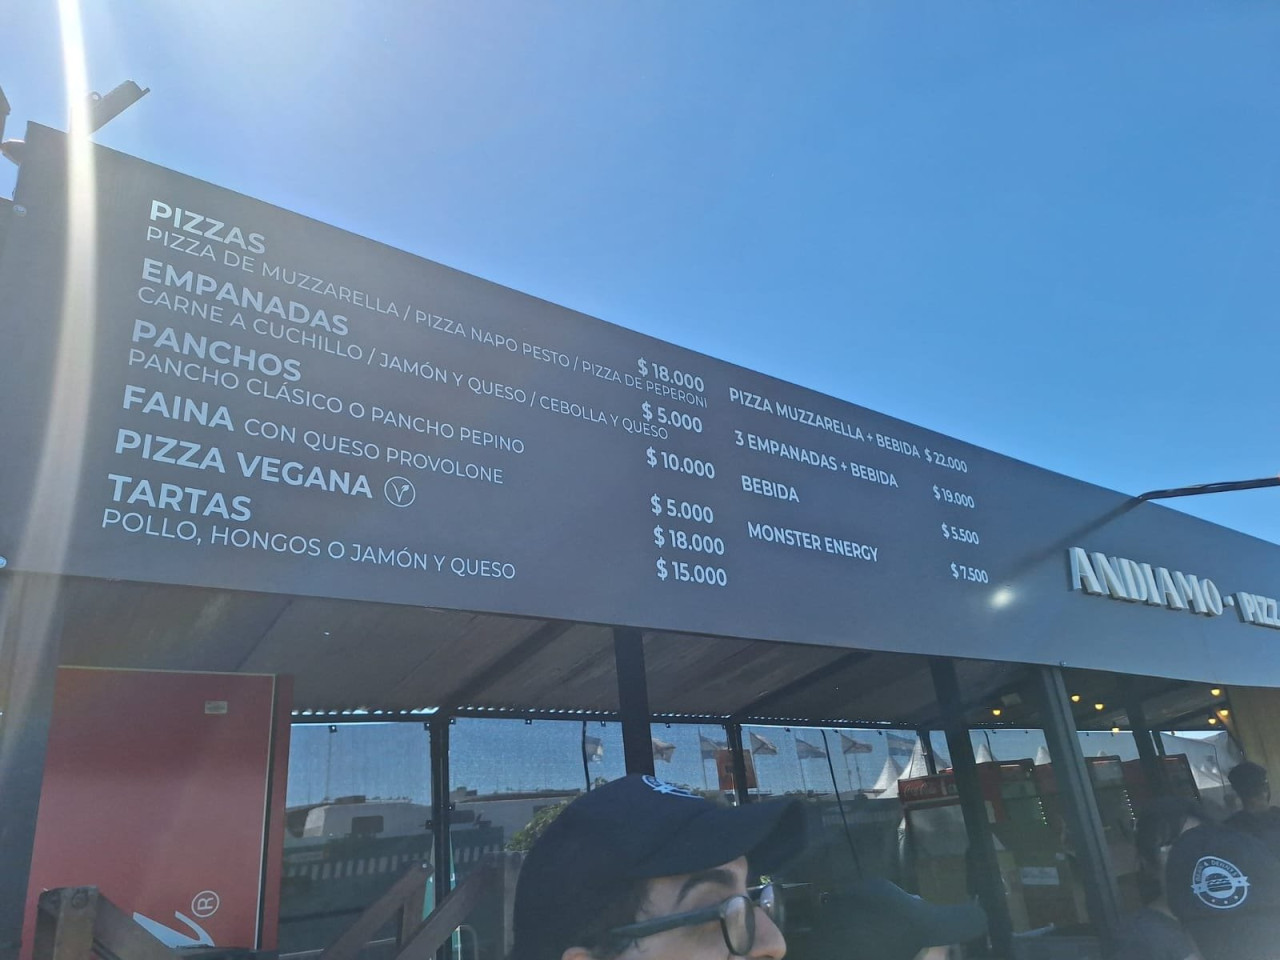 PIZZAS
PIZZA DE MUZZARELLA / PIZZA NAPO PESTO / PIZZA DE PEPERONI
$ 18.000
EMPANADAS
CARNE A CUCHILLO / JAMÓN Y QUESO / CEBOLLA Y QUESO
$ 5.000
PANCHOS
PANCHO CLÁSICO O PANCHO PEPINO
$ 10.000
FAINA CON QUESO PROVOLONE
$ 5.000
PIZZA VEGANA V
$ 18.000
TARTAS
POLLO, HONGOS O JAMÓN Y QUESO
$ 15.000
PIZZA MUZZARELLA + BEBIDA $ 22.000
3 EMPANADAS + BEBIDA
$ 19.000
BEBIDA
$ 5.500
MONSTER ENERGY
$ 7.500
ANDIAMO · PIZZ
®